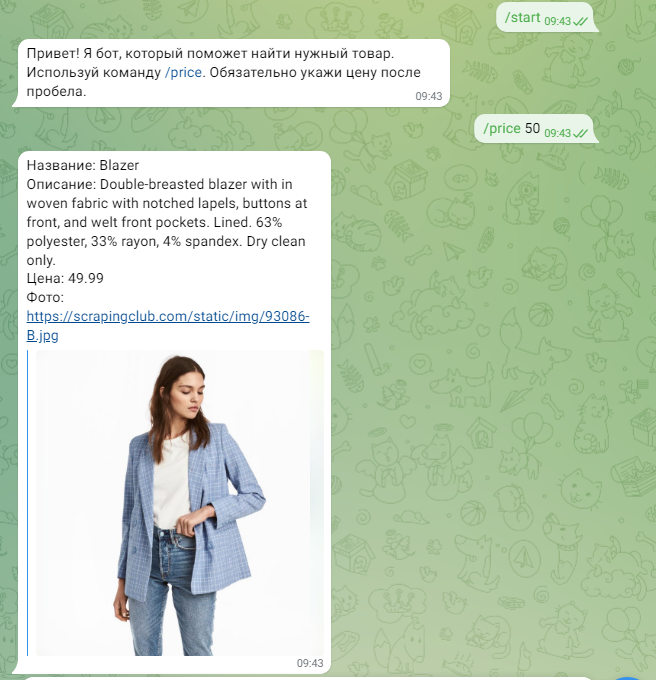 /start 09:43
Привет! Я бот, который поможет найти нужный товар.
Используй команду /price. Обязательно укажи цену после
пробела.
09:43
/price 50 09:43
Название: Blazer
Описание: Double-breasted blazer with in
woven fabric with notched lapels, buttons at
front, and welt front pockets. Lined. 63%
polyester, 33% rayon, 4% spandex. Dry clean
only.
Цена: 49.99
Фото:
https://scrapingclub.com/static/img/93086-
B.jpg
09:43